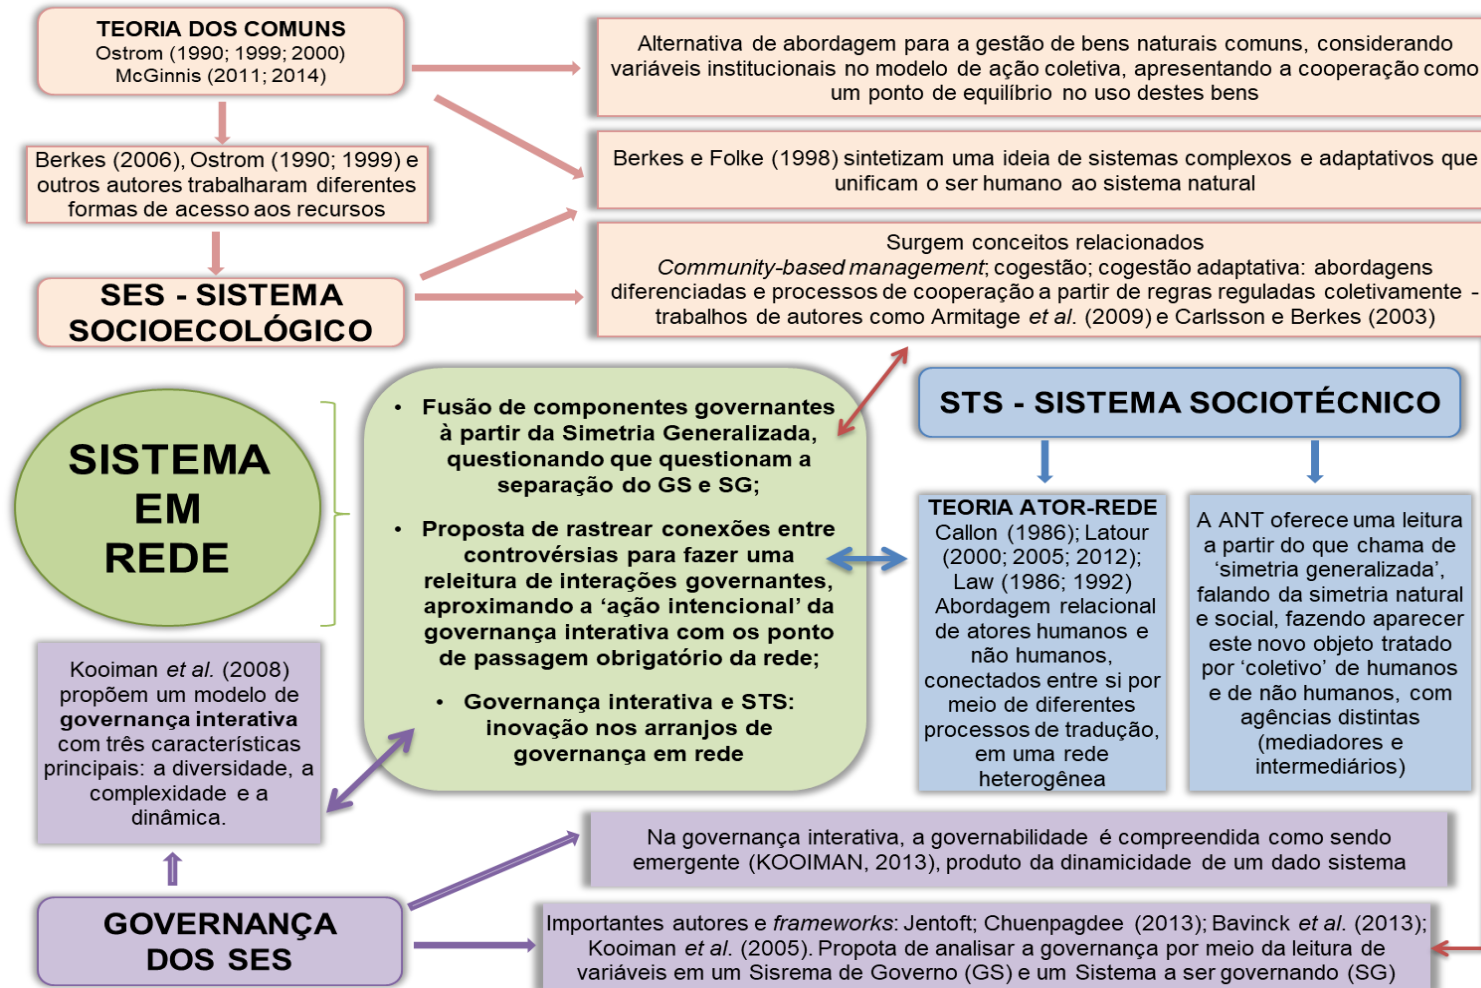 TEORIA DOS COMUNS
Ostrom (1990; 1999; 2000)
McGinnis (2011; 2014)
Alternativa de abordagem para a gestão de bens naturais comuns, considerando
variáveis institucionais no modelo de ação coletiva, apresentando a cooperação como
um ponto de equilíbrio no uso destes bens
Berkes (2006), Ostrom (1990; 1999) e
outros autores trabalharam diferentes
formas de acesso aos recursos
Berkes e Folke (1998) sintetizam uma ideia de sistemas complexos e adaptativos que
unificam o ser humano ao sistema natural
SES - SISTEMA
SOCIOECOLÓGICO
Surgem conceitos relacionados
Community-based management; cogestão; cogestão adaptativa: abordagens
diferenciadas e processos de cooperação a partir de regras reguladas coletivamente -
trabalhos de autores como Armitage et al. (2009) e Carlsson e Berkes (2003)
SISTEMA
EM
REDE
• Fusão de componentes governantes
à partir da Simetria Generalizada,
questionando que questionam a
separação do GS e SG;
• Proposta de rastrear conexões entre
controvérsias para fazer uma
releitura de interações governantes,
aproximando a ‘ação intencional’ da
governança interativa com os ponto
de passagem obrigatório da rede;
• Governança interativa e STS:
inovação nos arranjos de
governança em rede
STS - SISTEMA SOCIOTÉCNICO
TEORIA ATOR-REDE
Callon (1986); Latour
(2000; 2005; 2012);
Law (1986; 1992)
Abordagem relacional
de atores humanos e
não humanos,
conectados entre si por
meio de diferentes
processos de tradução,
em uma rede
heterogênea
A ANT oferece uma leitura
a partir do que chama de
‘simetria generalizada’,
falando da simetria natural
e social, fazendo aparecer
este novo objeto tratado
por ‘coletivo’ de humanos
e de não humanos, com
agências distintas
(mediadores e
intermediários)
Kooiman et al. (2008)
propõem um modelo de
governança interativa
com três características
principais: a diversidade, a
complexidade e a
dinâmica.
Na governança interativa, a governabilidade é compreendida como sendo
emergente (KOOIMAN, 2013), produto da dinamicidade de um dado sistema
GOVERNANÇA
DOS SES
Importantes autores e frameworks: Jentoft; Chuenpagdee (2013); Bavinck et al. (2013);
Kooiman et al. (2005). Propota de analisar a governança por meio da leitura de
variáveis em um Sisrema de Governo (GS) e um Sistema a ser governando (SG)